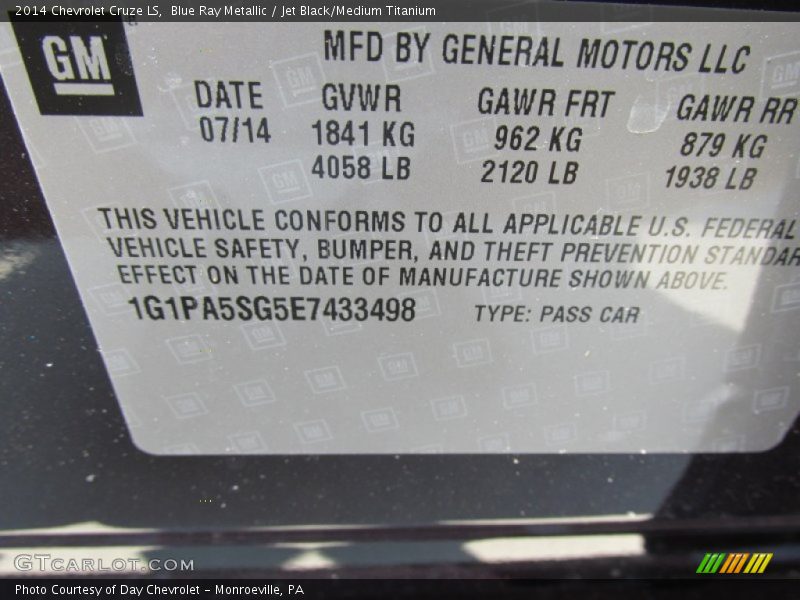 2014 Chevrolet Cruze LS, Blue Ray Metallic / Jet Black/Medium Titanium
GM
MFD BY GENERAL MOTORS LLC
DATE GVWR GAWR FRT GAWR RR
07/14 1841 KG 962 KG 879 KG
4058 LB 2120 LB 1938 LB
THIS VEHICLE CONFORMS TO ALL APPLICABLE U.S. FEDERAL
VEHICLE SAFETY, BUMPER, AND THEFT PREVENTION STANDAR
EFFECT ON THE DATE OF MANUFACTURE SHOWN ABOVE.
1G1PA5SG5E7433498 TYPE: PASS CAR
GTCARLOT.COM
Photo Courtesy of Day Chevrolet - Monroeville, PA